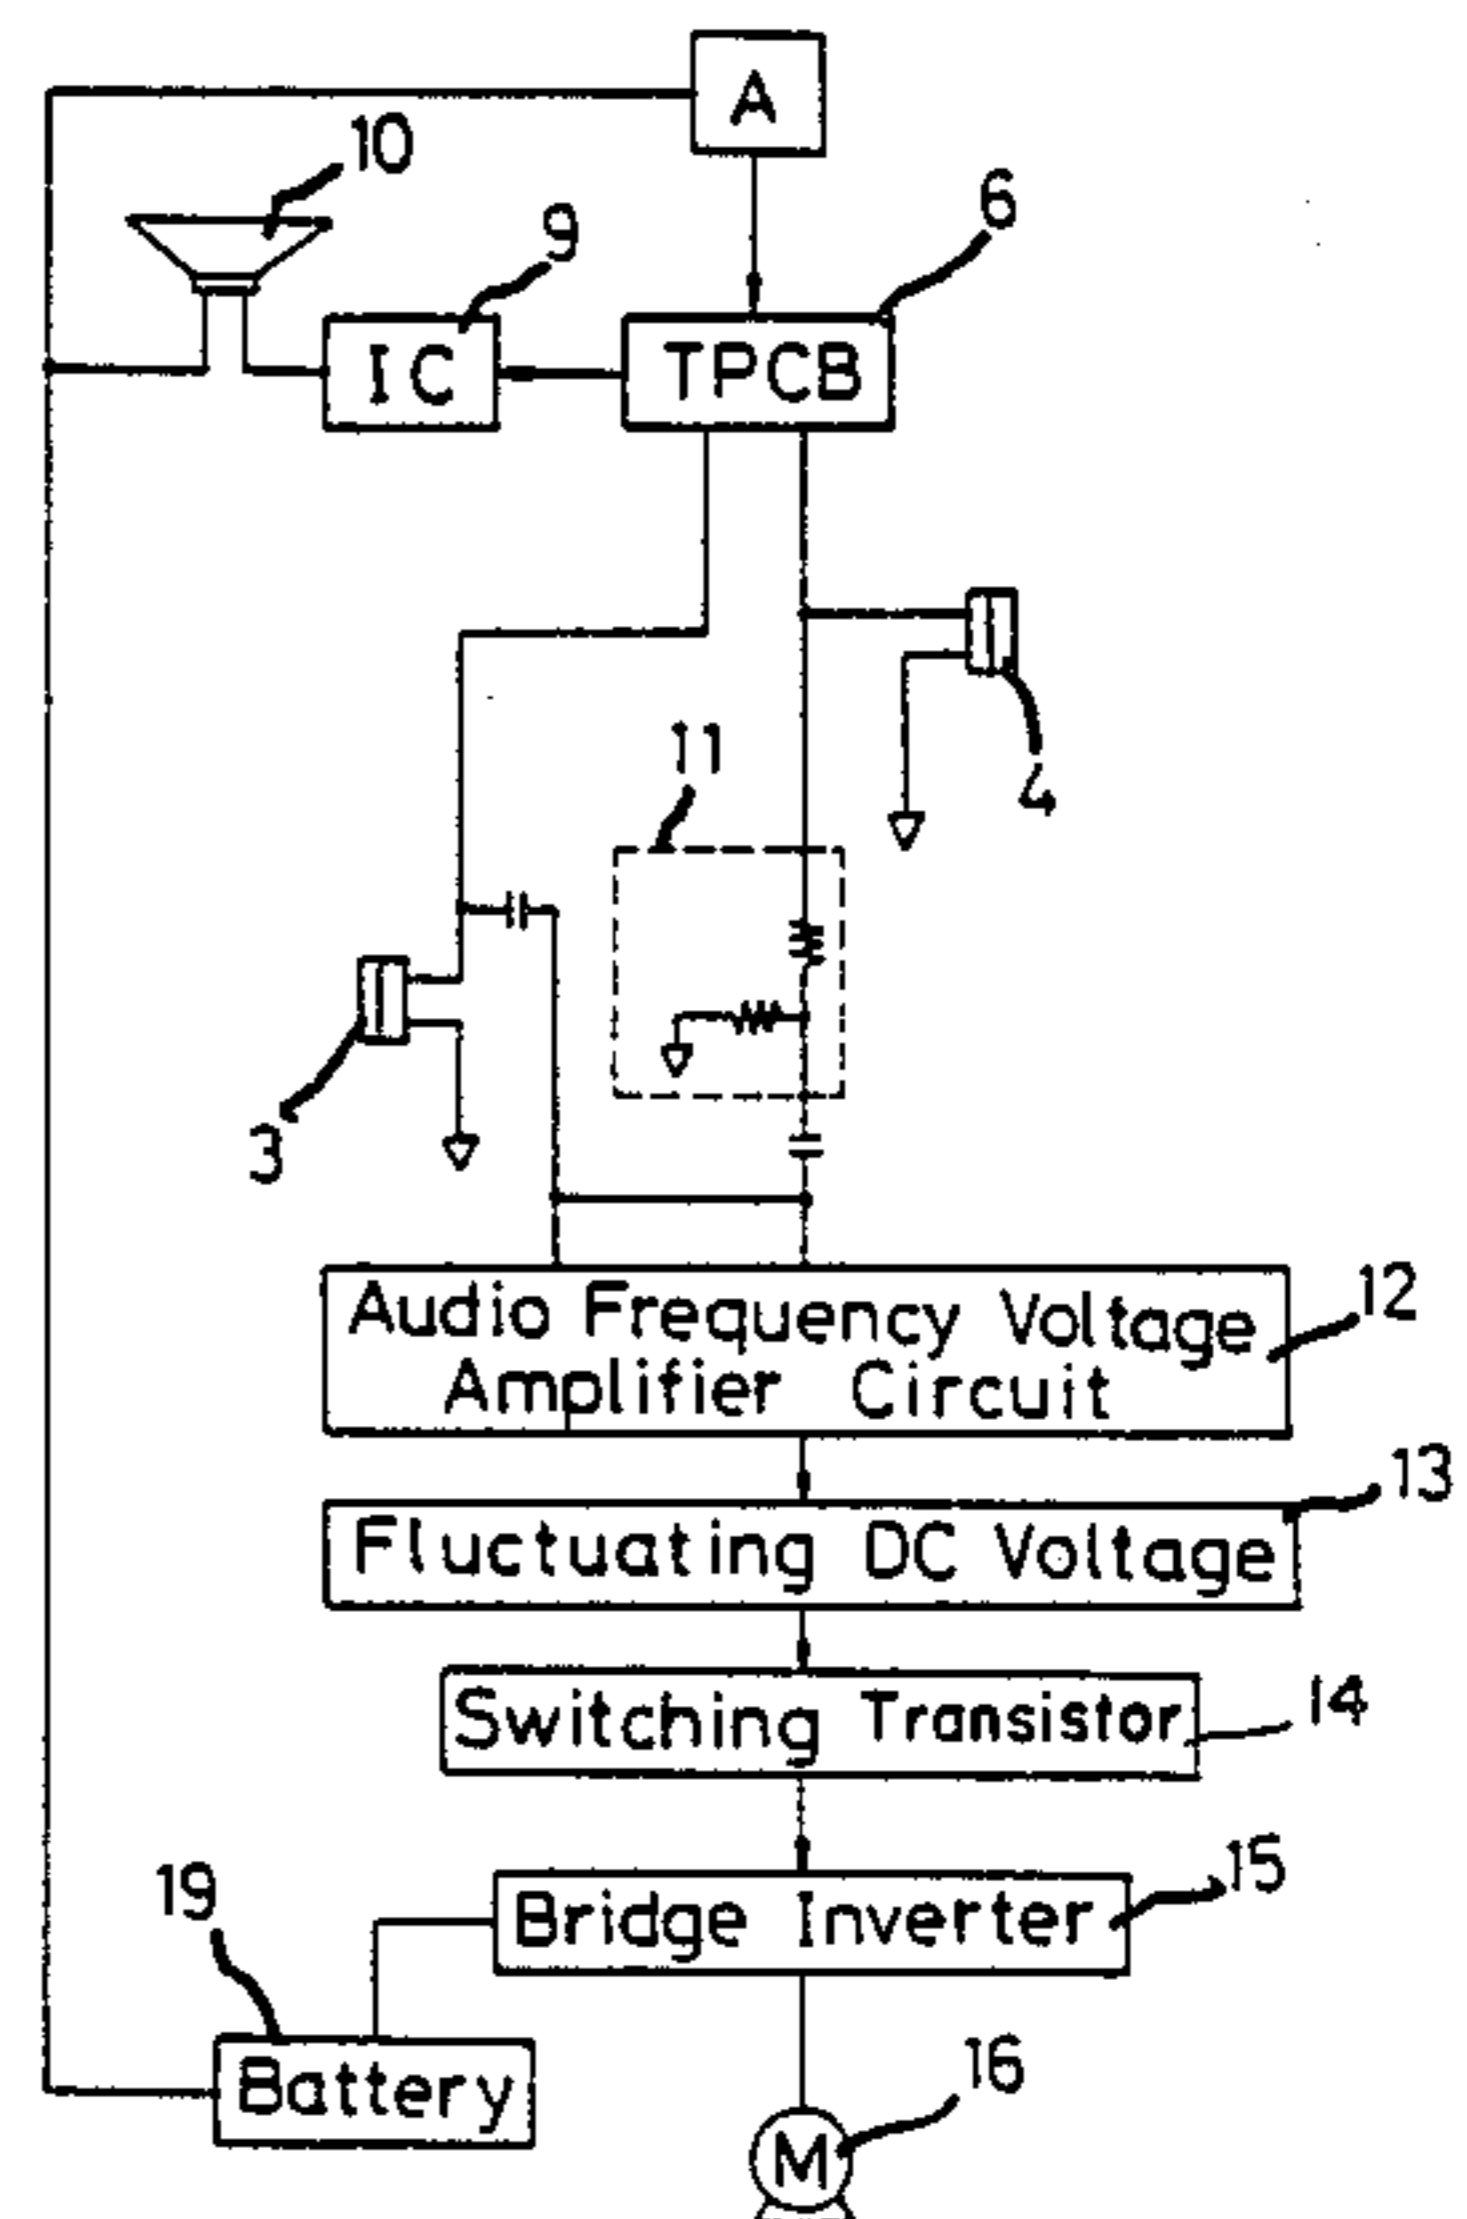 A
10
9
6
IC
TPCB
4
11
3
Audio Frequency Voltage
Amplifier Circuit
12
13
Fluctuating DC Voltage
Switching Transistor
14
15
19
Bridge Inverter
Battery
16
M